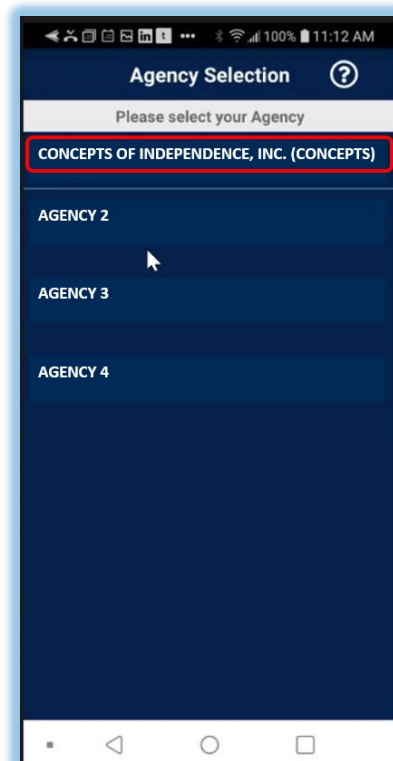 in t ••• 100% 11:12 AM
Agency Selection ?
Please select your Agency
CONCEPTS OF INDEPENDENCE, INC. (CONCEPTS)
AGENCY 2
AGENCY 3
AGENCY 4